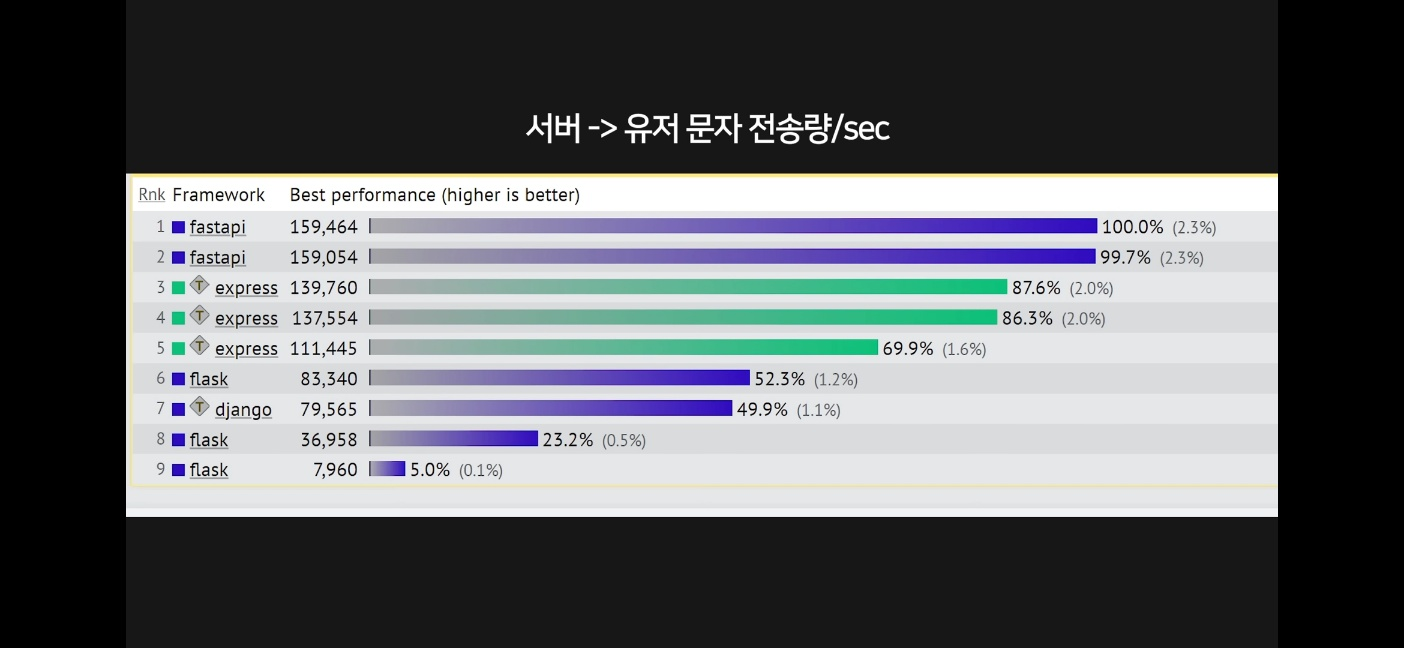 서버 -> 유저 문자 전송량/sec
Rnk Framework Best performance (higher is better)
1 fastapi 159,464 100.0% (2.3%)
2 fastapi 159,054 99.7% (2.3%)
3 T express 139,760 87.6% (2.0%)
4 T express 137,554 86.3% (2.0%)
5 T express 111,445 69.9% (1.6%)
6 flask 83,340 52.3% (1.2%)
7 T django 79,565 49.9% (1.1%)
8 flask 36,958 23.2% (0.5%)
9 flask 7,960 5.0% (0.1%)